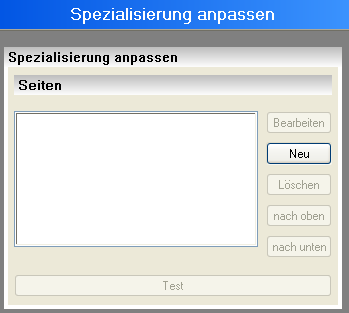 Spezialisierung anpassen
Spezialisierung anpassen
Seiten
Bearbeiten
Neu
Löschen
nach oben
nach unten
Test